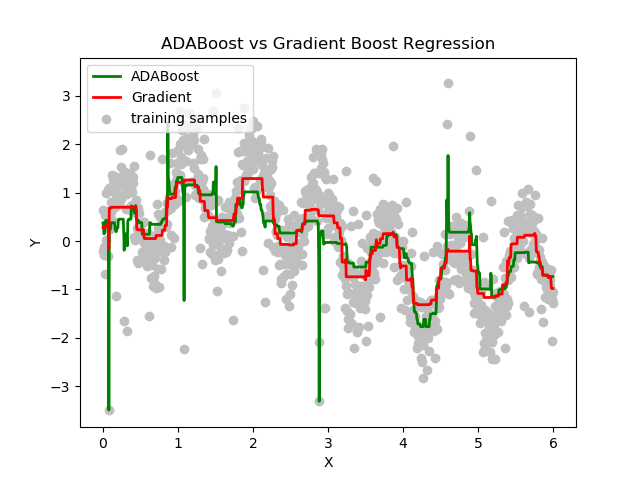 ADABoost vs Gradient Boost Regression
ADABoost
Gradient
training samples
3
2
1
0
−1
−2
−3
Y
0 1 2 3 4 5 6
X